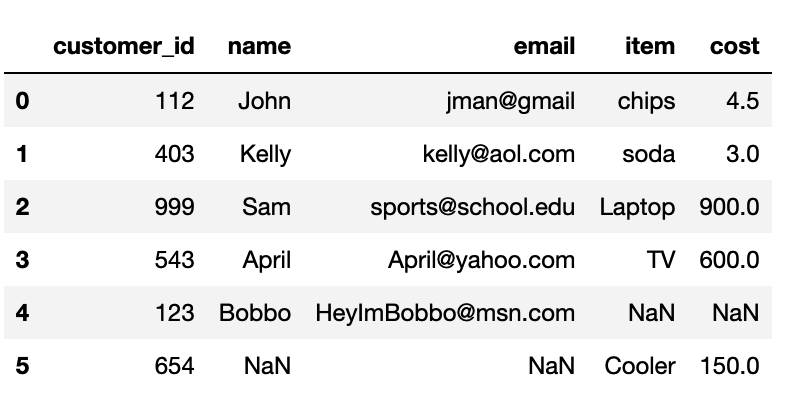 customer_id name email item cost
0 112 John jman@gmail chips 4.5
1 403 Kelly kelly@aol.com soda 3.0
2 999 Sam sports@school.edu Laptop 900.0
3 543 April April@yahoo.com TV 600.0
4 123 Bobbo HeyImBobbo@msn.com NaN NaN
5 654 NaN NaN Cooler 150.0